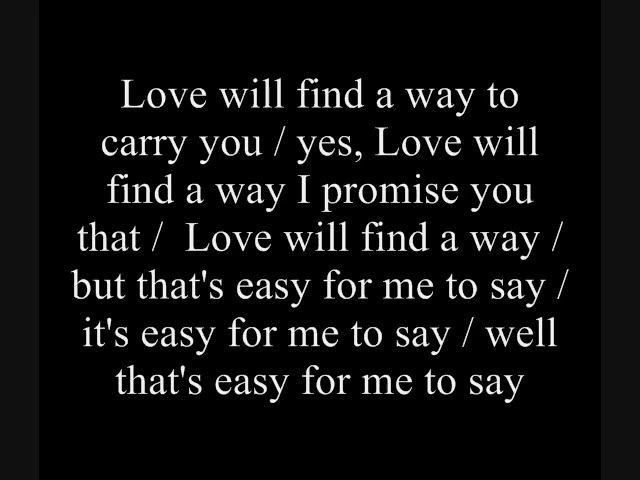 Love will find a way to
carry you / yes, Love will
find a way I promise you
that /  Love will find a way /
but that's easy for me to say /
it's easy for me to say / well
that's easy for me to say